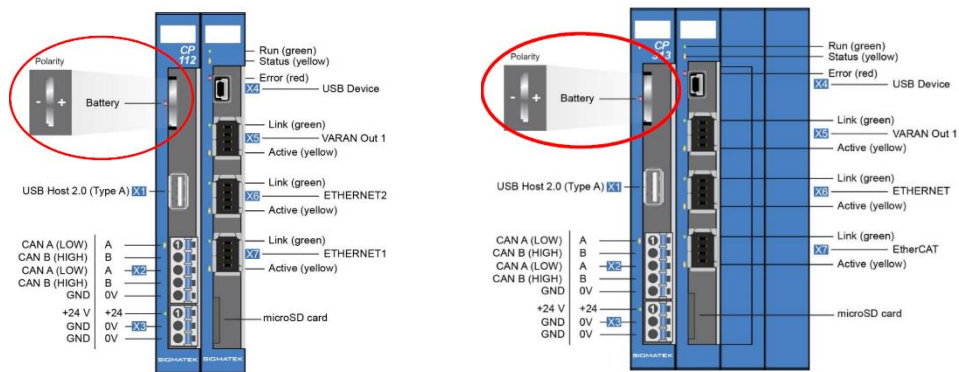 CP
112
Run (green)
Status (yellow)
Polarity
- +
Battery
Error (red)
X4 USB Device
Link (green)
X5 VARAN Out 1
Active (yellow)
USB Host 2.0 (Type A) X1
Link (green)
X6 ETHERNET2
Active (yellow)
Link (green)
X7 ETHERNET1
Active (yellow)
CAN A (LOW) A 1
CAN B (HIGH) B
CAN A (LOW) A X2
CAN B (HIGH) B
GND 0V
+24 V +24 1
GND 0V X3
GND 0V
microSD card
SIGMATEK SIGMATEK
CP
313
Run (green)
Status (yellow)
Polarity
- +
Battery
Error (red)
X4 USB Device
Link (green)
X5 VARAN Out 1
Active (yellow)
USB Host 2.0 (Type A) X1
Link (green)
X6 ETHERNET
Active (yellow)
Link (green)
X7 EtherCAT
Active (yellow)
CAN A (LOW) A 1
CAN B (HIGH) B
CAN A (LOW) A X2
CAN B (HIGH) B
GND 0V
+24 V +24 1
GND 0V X3
GND 0V
microSD card
SIGMATEK SIGMATEK